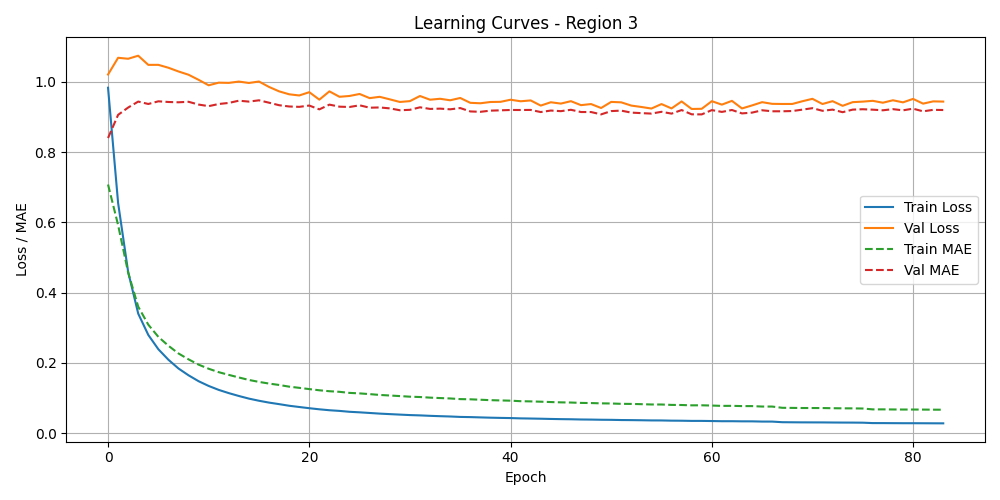 Learning Curves - Region 3
Loss / MAE
1.0
0.8
0.6
0.4
0.2
0.0
Train Loss
Val Loss
Train MAE
Val MAE
0 20 40 60 80
Epoch